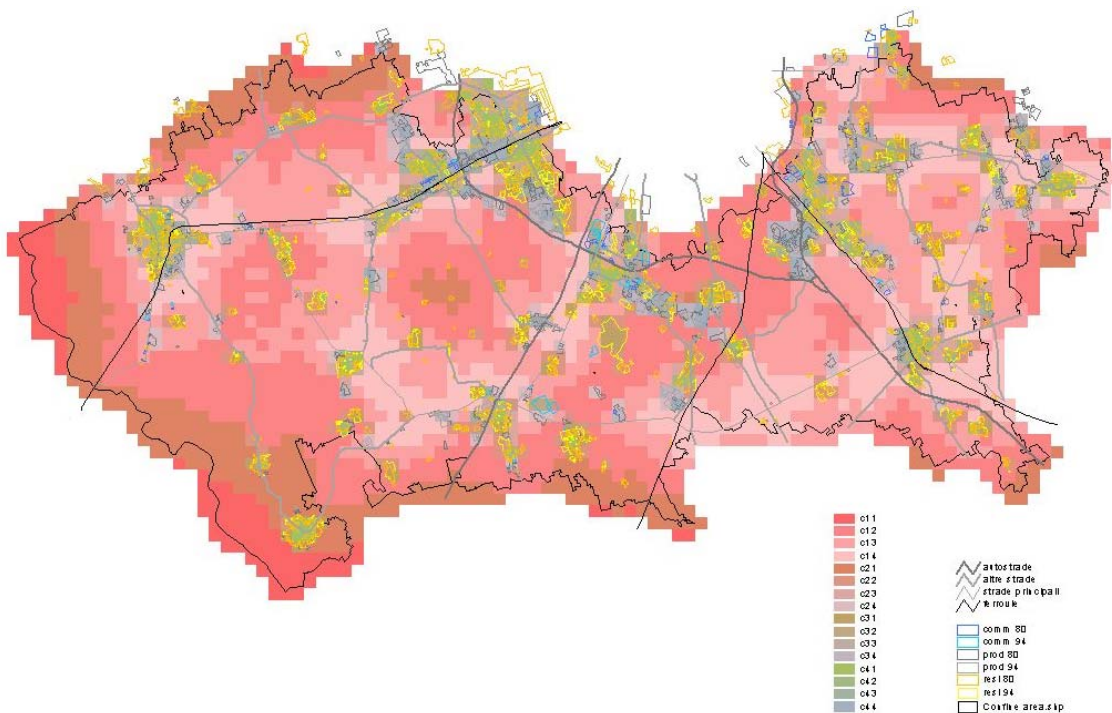 c11
c12
c13
c14
c21
c22
c23
c24
c31
c32
c33
c34
c41
c42
c43
c44
autostrade
altre strade
strade principali
ferrovie
comm 80
comm 94
prod 80
prod 94
resi 80
resi 94
Confine area.shp